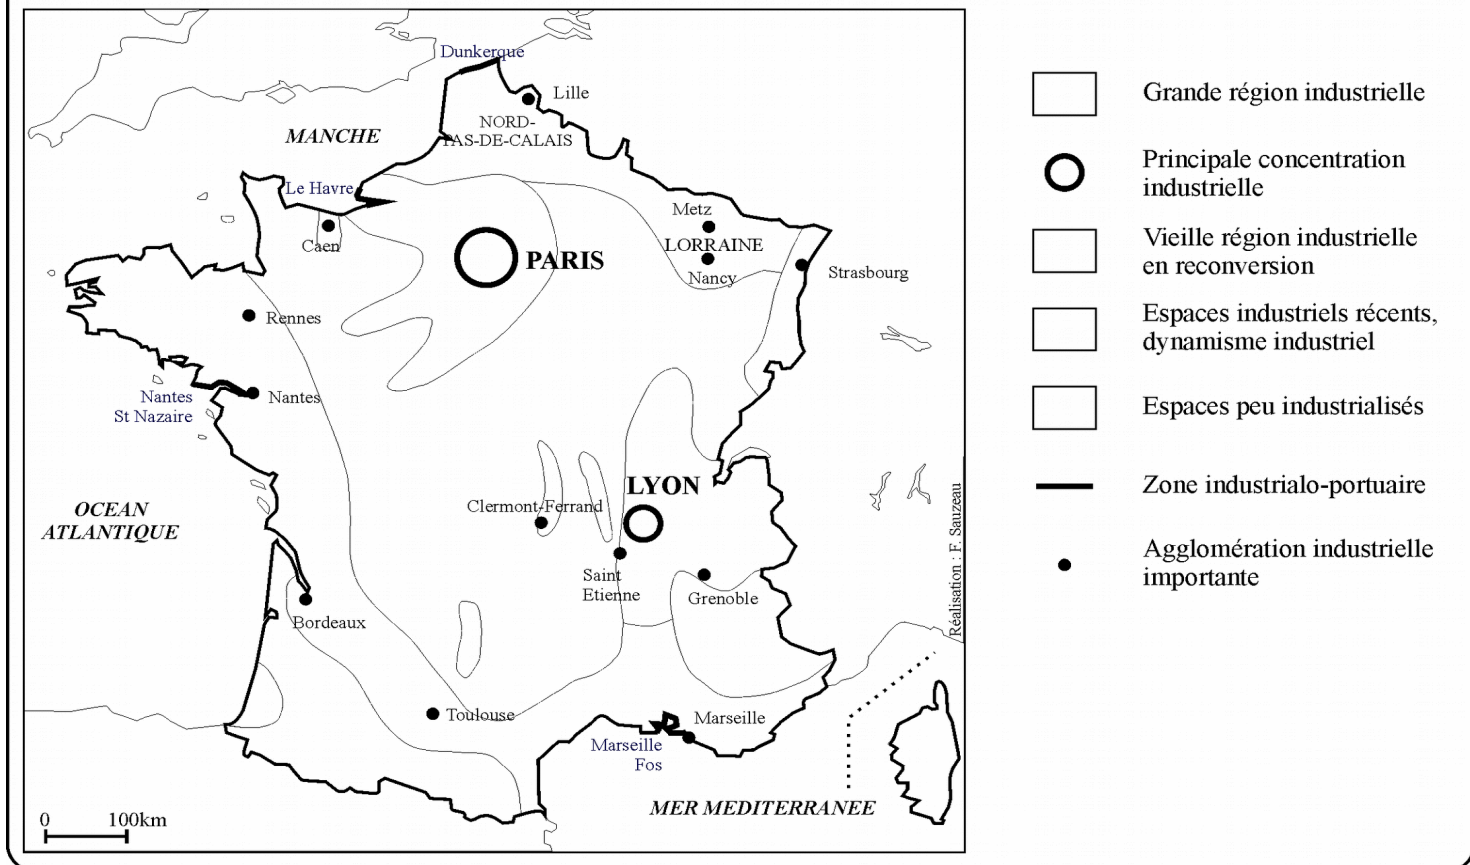 Dunkerque
Lille
NORD-
PAS-DE-CALAIS
MANCHE
Le Havre
Caen
Metz
LORRAINE
Nancy
PARIS
Strasbourg
Rennes
Nantes
St Nazaire
Nantes
LYON
Clermont-Ferrand
OCEAN
ATLANTIQUE
Saint
Etienne
Grenoble
Bordeaux
Toulouse
Marseille
Marseille
Fos
MER MEDITERRANEE
0 100km
Réalisation : F. Sauzeau
Grande région industrielle
Principale concentration
industrielle
Vieille région industrielle
en reconversion
Espaces industriels récents,
dynamisme industriel
Espaces peu industrialisés
Zone industrialo-portuaire
Agglomération industrielle
importante